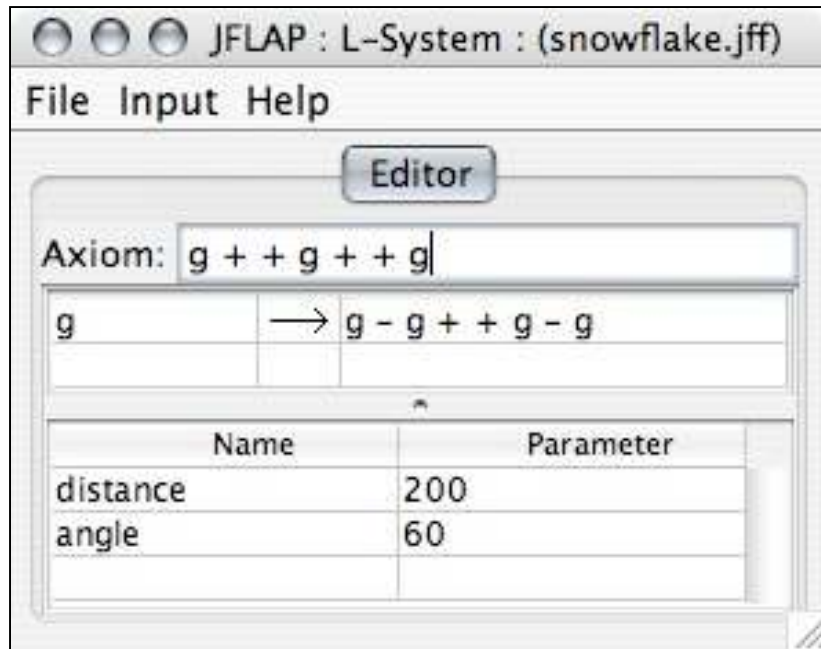 JFLAP : L-System : (snowflake.jff)
File Input Help
Editor
Axiom: g + + g + + g
g → g - g + + g - g
Name Parameter
distance 200
angle 60